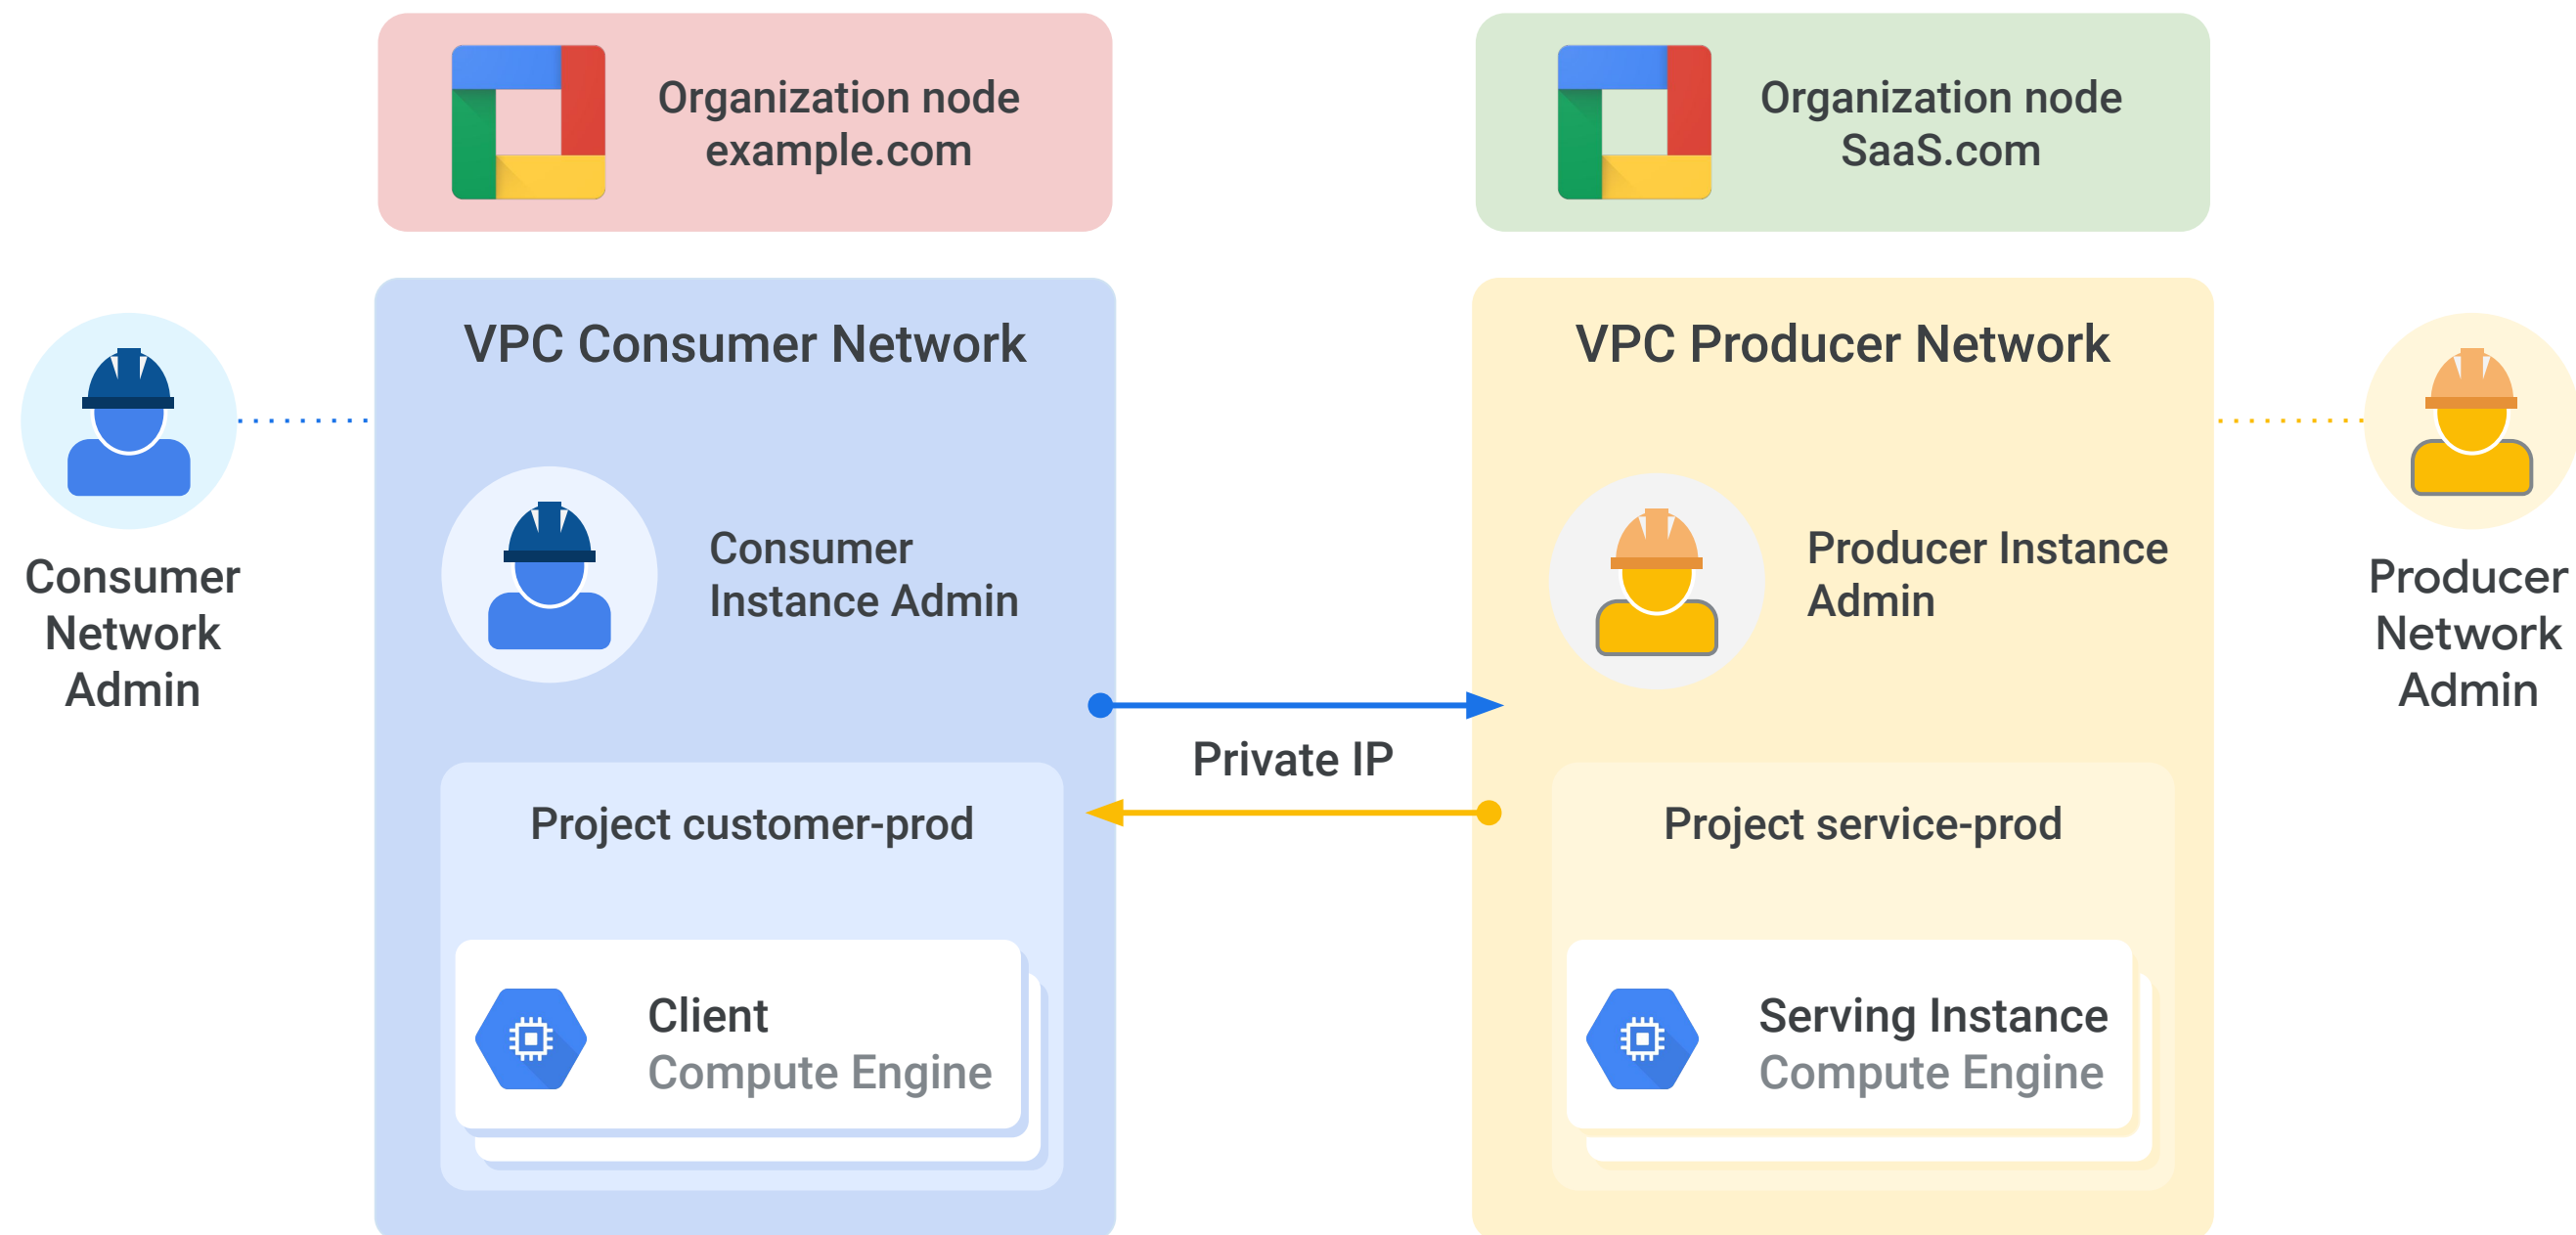 Organization node
example.com
Organization node
SaaS.com
VPC Consumer Network
VPC Producer Network
Consumer
Network
Admin
Consumer
Instance Admin
Producer Instance
Admin
Producer
Network
Admin
Private IP
Project customer-prod
Project service-prod
Client
Compute Engine
Serving Instance
Compute Engine